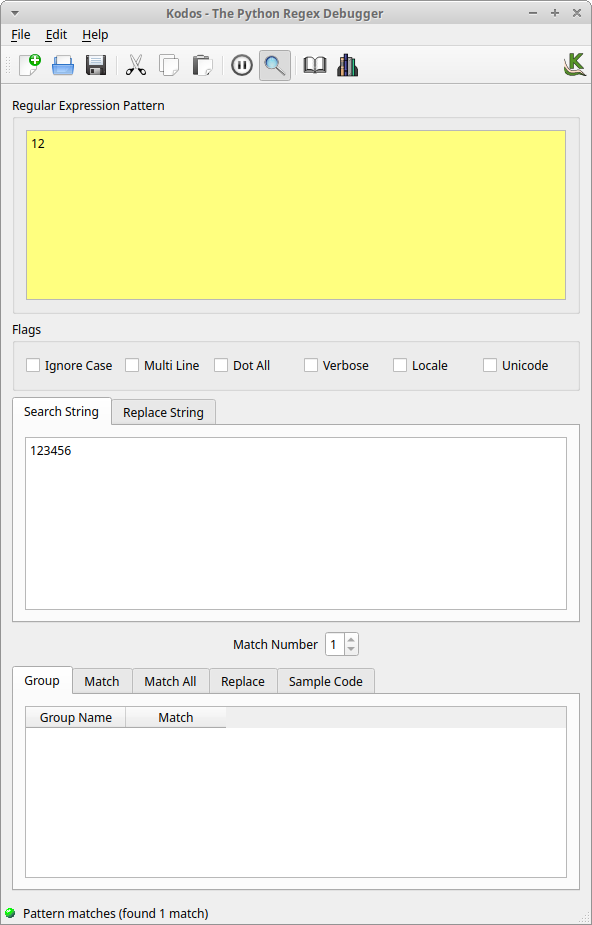 Kodos - The Python Regex Debugger
File Edit Help
K
Regular Expression Pattern
12
Flags
Ignore Case Multi Line Dot All Verbose Locale Unicode
Search String Replace String
123456
Match Number 1
Group Match Match All Replace Sample Code
Group Name Match
Pattern matches (found 1 match)